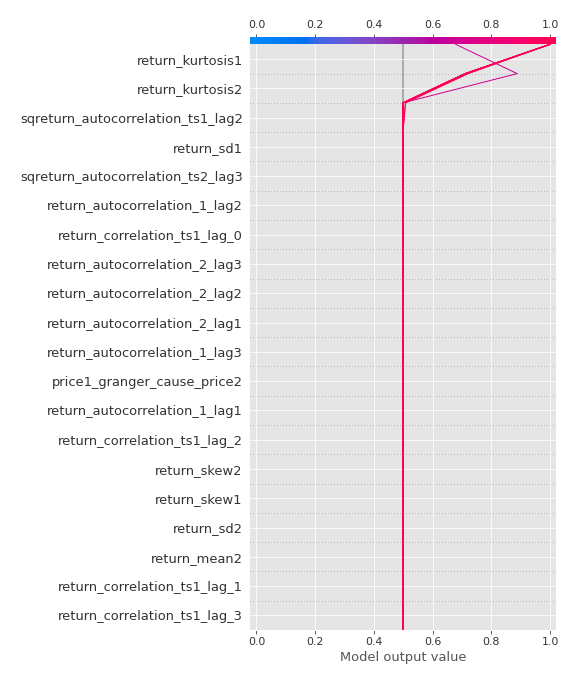 0.0 0.2 0.4 0.6 0.8 1.0
return_kurtosis1
return_kurtosis2
sqreturn_autocorrelation_ts1_lag2
return_sd1
sqreturn_autocorrelation_ts2_lag3
return_autocorrelation_1_lag2
return_correlation_ts1_lag_0
return_autocorrelation_2_lag3
return_autocorrelation_2_lag2
return_autocorrelation_2_lag1
return_autocorrelation_1_lag3
price1_granger_cause_price2
return_autocorrelation_1_lag1
return_correlation_ts1_lag_2
return_skew2
return_skew1
return_sd2
return_mean2
return_correlation_ts1_lag_1
return_correlation_ts1_lag_3
0.0 0.2 0.4 0.6 0.8 1.0
Model output value